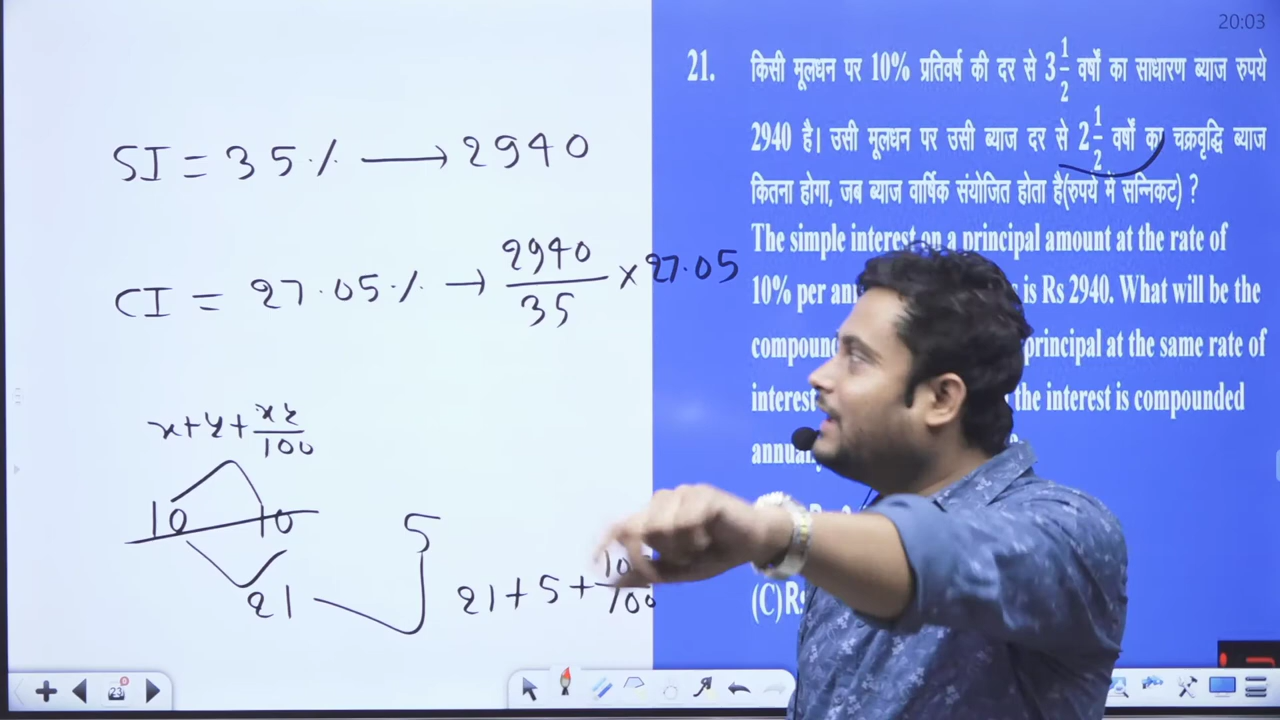 20:03
SI = 35% → 2940
CI = 27.05% → 2940/35 × 27.05
x+y+xy/100
10 10
5
21
21+5+10
100
21. किसी मूलधन पर 10% प्रतिवर्ष की दर से 3 1/2 वर्षों का साधारण ब्याज रुपये
2940 है। उसी मूलधन पर उसी ब्याज दर से 2 1/2 वर्षों का चक्रवृद्धि ब्याज
कितना होगा, जब ब्याज वार्षिक संयोजित होता है(रुपये में सन्निकट) ?
The simple interest on a principal amount at the rate of
10% per is Rs 2940. What will be the
principal at the same rate of
interest the interest is compounded
(C)
23